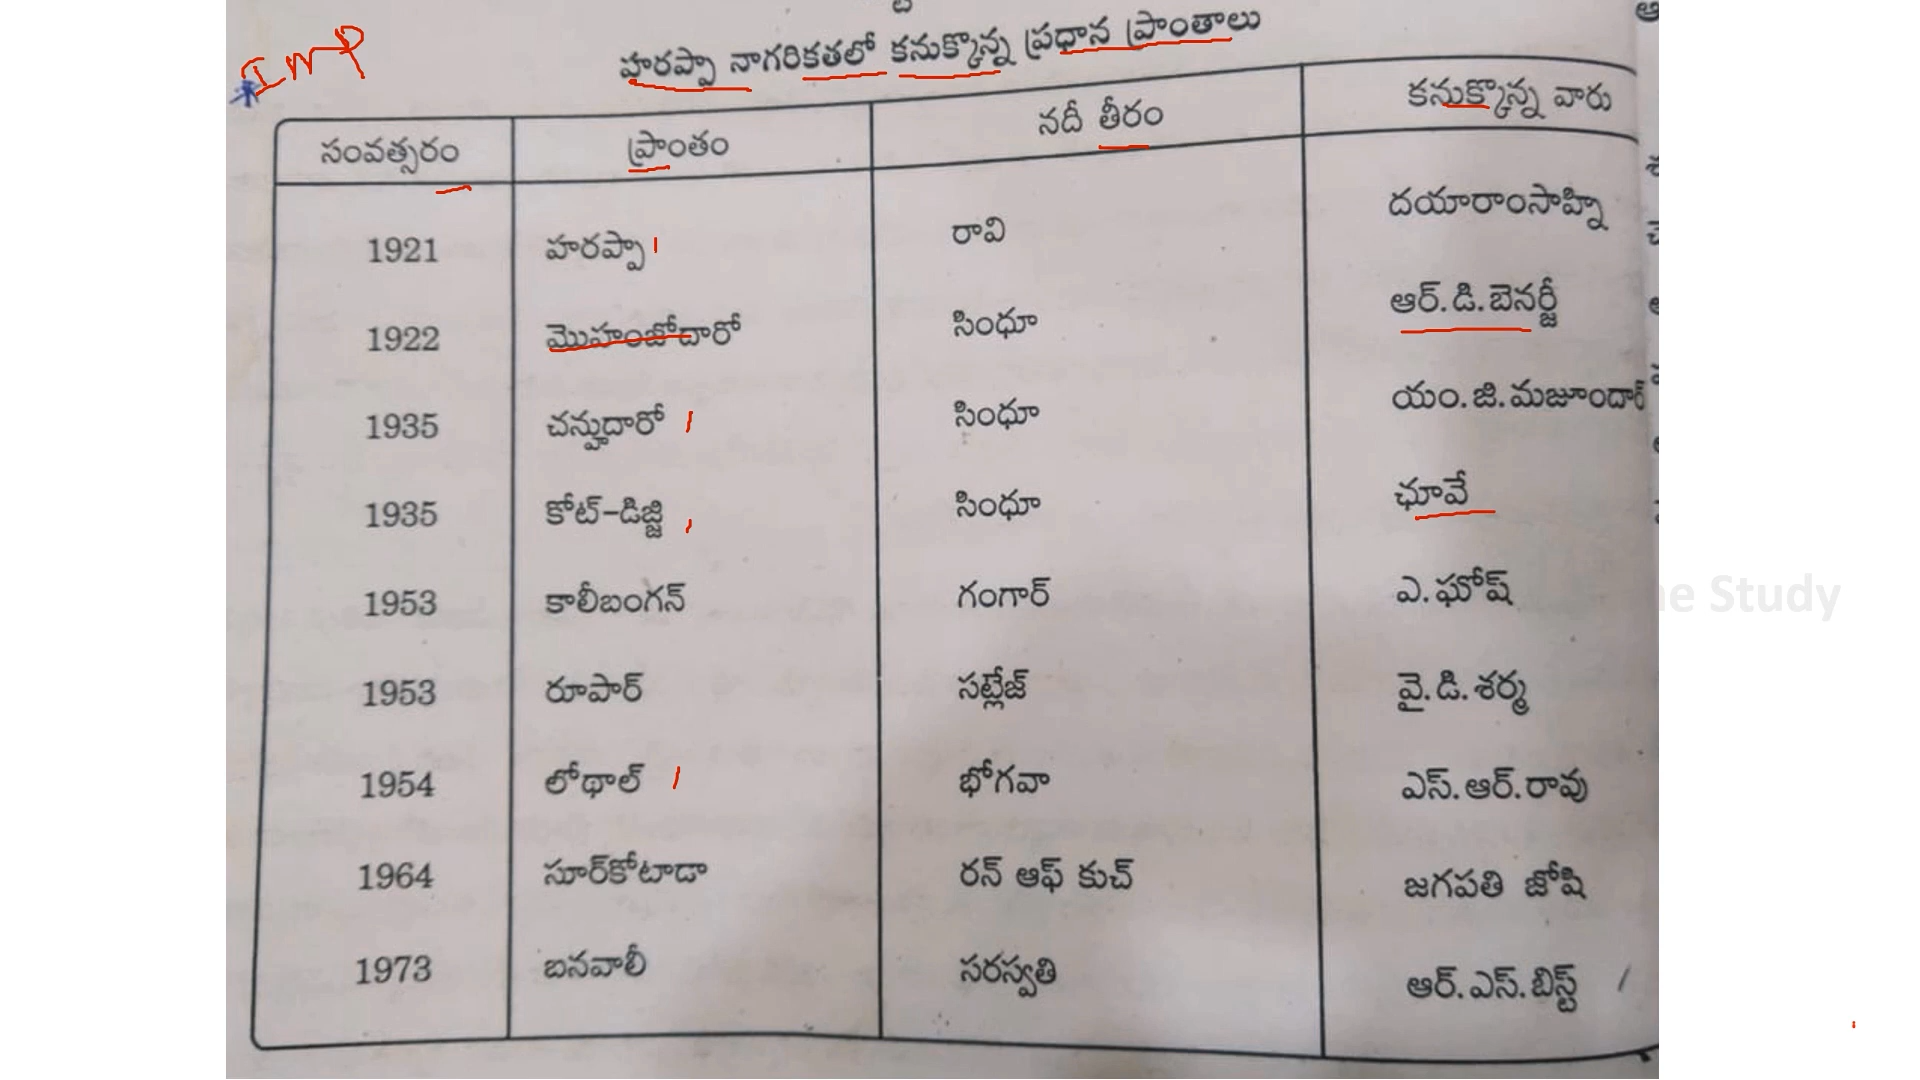 Imp
హరప్పా నాగరికతలో కనుక్కొన్న ప్రధాన ప్రాంతాలు
సంవత్సరం ప్రాంతం నదీ తీరం కనుక్కొన్న వారు
1921 హరప్పా రావి దయారాంసాహ్ని
1922 మొహంజోదారో సింధూ ఆర్.డి.బెనర్జీ
1935 చన్హుదారో సింధూ యం.జి.మజూందార్
1935 కోట్-డిజ్జి సింధూ ఛూవే
1953 కాలీబంగన్ గంగార్ ఎ.ఘోష్
1953 రూపార్ సట్లేజ్ వై.డి.శర్మ
1954 లోథాల్ భోగవా ఎస్.ఆర్.రావు
1964 సూర్‌కోటాడా రన్ ఆఫ్ కుచ్ జగపతి జోషి
1973 బనవాలీ సరస్వతి ఆర్.ఎస్.బిస్ట్
Study